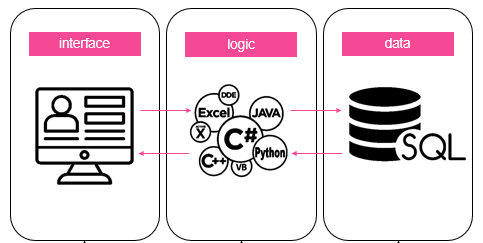 interface
logic
data
DDE
Excel
JAVA
X
C#
C++
Python
VB
SQL